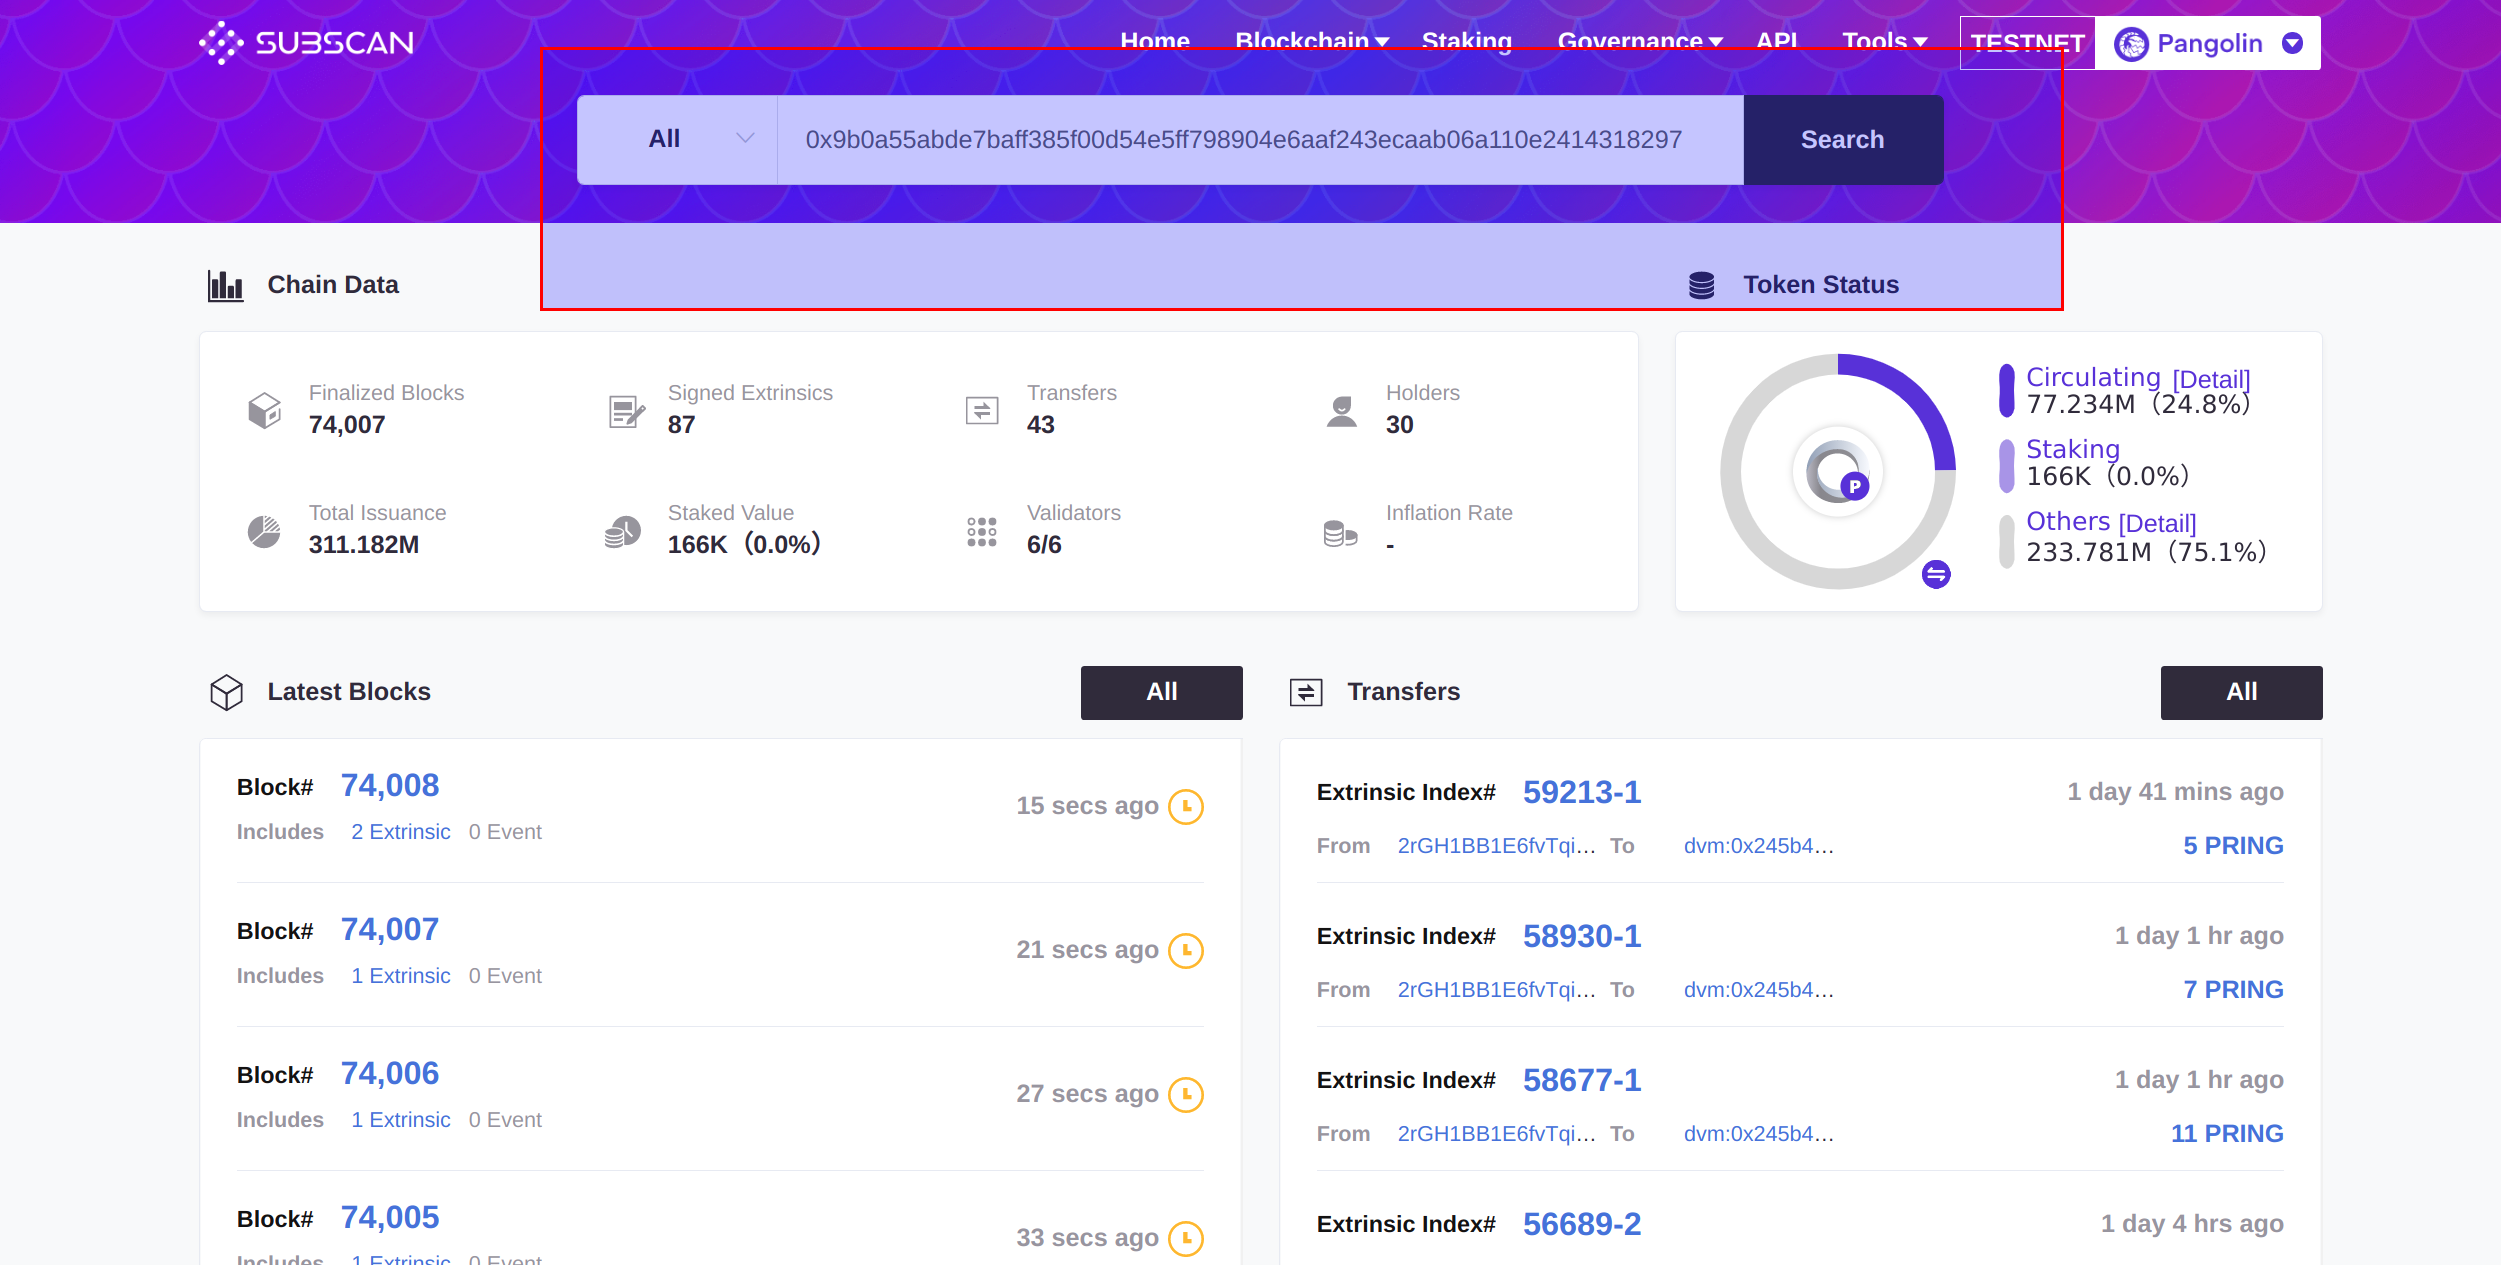 SUBSCAN
Home Blockchain Staking Governance API Tools TESTNET Pangolin
All 0x9b0a55abde7baff385f00d54e5ff798904e6aaf243ecaab06a110e2414318297 Search
Chain Data
Token Status
Finalized Blocks Signed Extrinsics Transfers Holders
74,007 87 43 30
Total Issuance Staked Value Validators Inflation Rate
311.182M 166K（0.0%） 6/6 -
Circulating [Detail]
77.234M（24.8%）
Staking
166K（0.0%）
Others [Detail]
233.781M（75.1%）
P
Latest Blocks All
Transfers All
Block# 74,008 15 secs ago
Includes 2 Extrinsic 0 Event
Block# 74,007 21 secs ago
Includes 1 Extrinsic 0 Event
Block# 74,006 27 secs ago
Includes 1 Extrinsic 0 Event
Block# 74,005 33 secs ago
Includes 1 Extrinsic 0 Event
Extrinsic Index# 59213-1 1 day 41 mins ago
From 2rGH1BB1E6fvTqi... To dvm:0x245b4... 5 PRING
Extrinsic Index# 58930-1 1 day 1 hr ago
From 2rGH1BB1E6fvTqi... To dvm:0x245b4... 7 PRING
Extrinsic Index# 58677-1 1 day 1 hr ago
From 2rGH1BB1E6fvTqi... To dvm:0x245b4... 11 PRING
Extrinsic Index# 56689-2 1 day 4 hrs ago